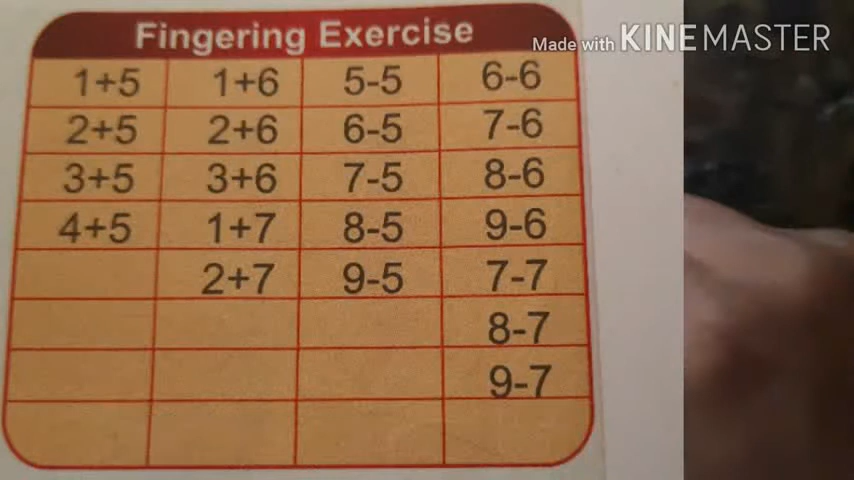 Fingering Exercise
Made with KINEMASTER
1+5 1+6 5-5 6-6
2+5 2+6 6-5 7-6
3+5 3+6 7-5 8-6
4+5 1+7 8-5 9-6
2+7 9-5 7-7
8-7
9-7